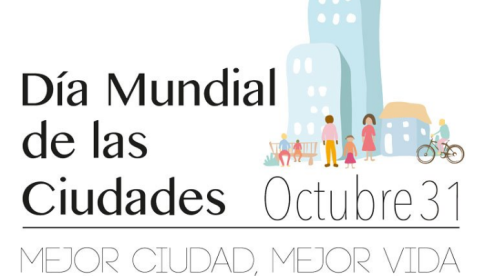 Día Mundial
de las
Ciudades
Octubre 31
MEJOR CIUDAD, MEJOR VIDA